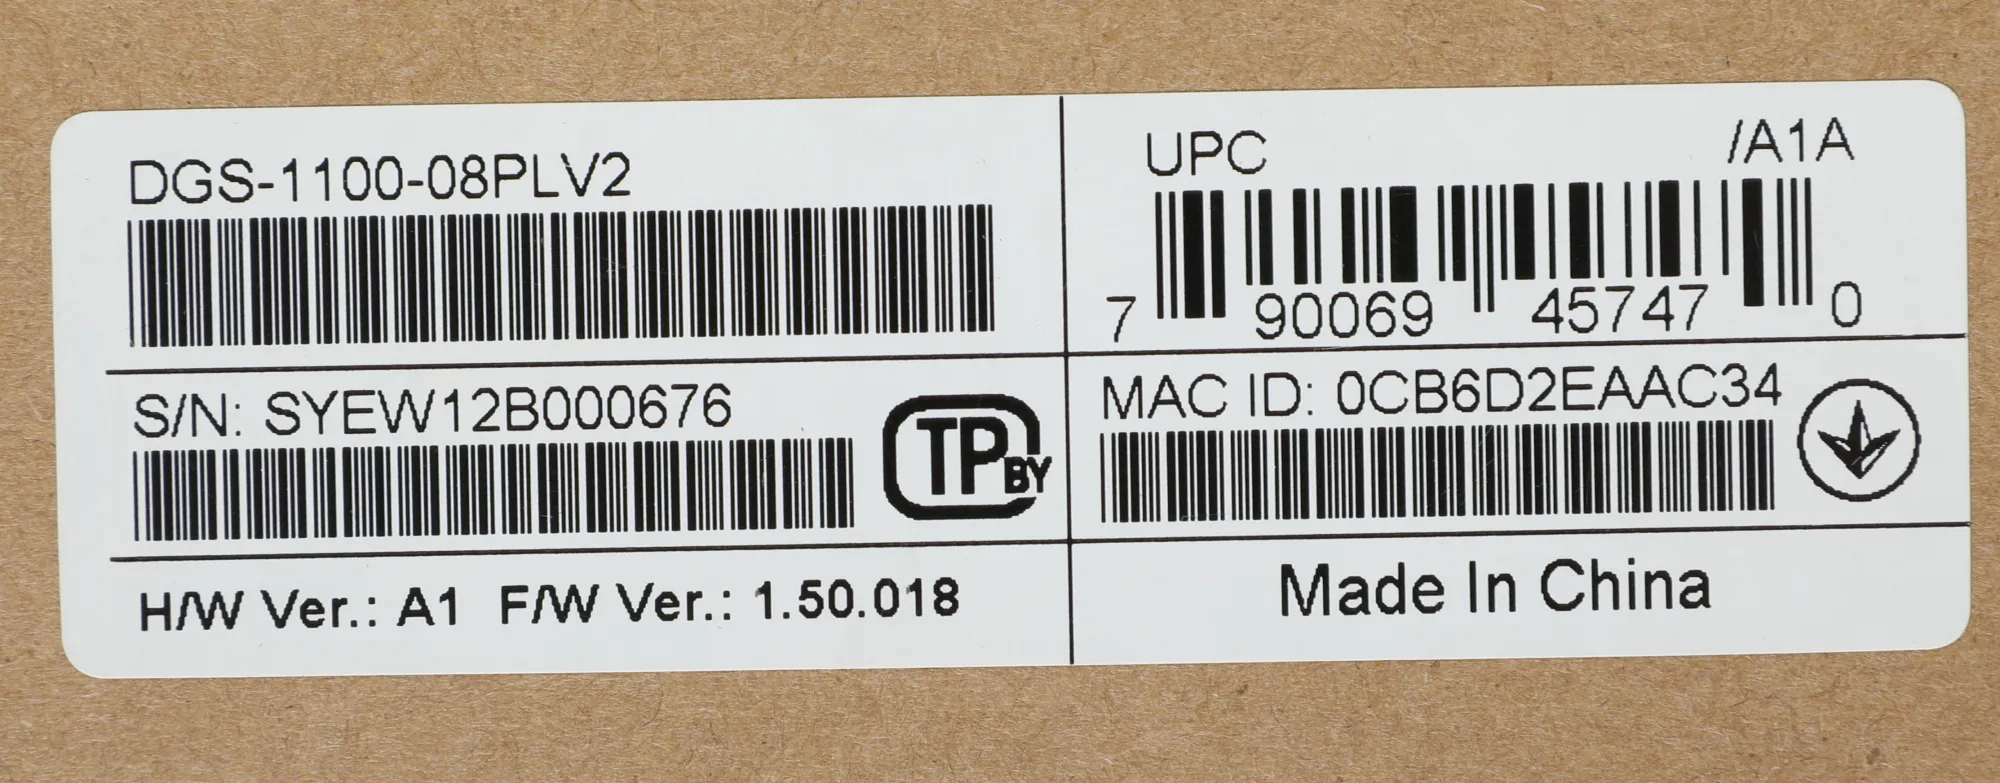 DGS-1100-08PLV2
UPC /A1A
7 90069 45747 0
S/N: SYEW12B000676
TP BY
MAC ID: 0CB6D2EAAC34
H/W Ver.: A1 F/W Ver.: 1.50.018
Made In China